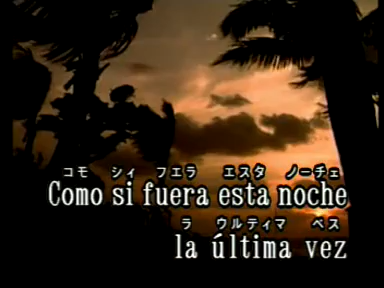 コモ シィ フエラ エスタ ノーチェ
Como si fuera esta noche
ラ ウルティマ ベス
la última vez